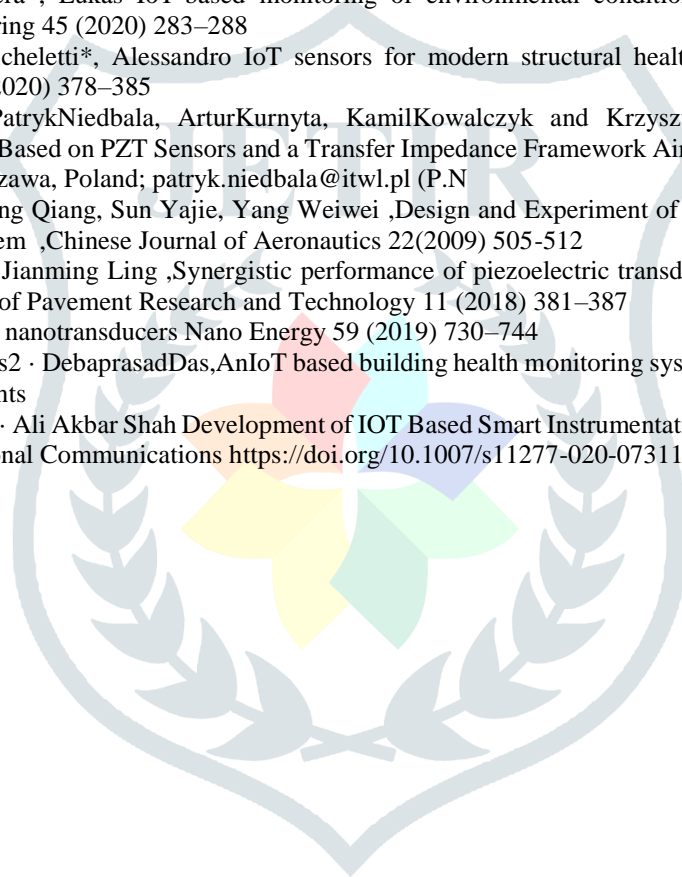 Lukas IoT based monitoring of environmental condition
ring 45 (2020) 283–288
cheletti*, Alessandro IoT sensors for modern structural healt
2020) 378–385
PatrykNiedbala, ArturKurnyta, KamilKowalczyk and Krzysz
Based on PZT Sensors and a Transfer Impedance Framework Air
zawa, Poland; patryk.niedbala@itwl.pl (P.N
ng Qiang, Sun Yajie, Yang Weiwei ,Design and Experiment of
em ,Chinese Journal of Aeronautics 22(2009) 505-512
Jianming Ling ,Synergistic performance of piezoelectric transd
of Pavement Research and Technology 11 (2018) 381–387
nanotransducers Nano Energy 59 (2019) 730–744
s2 · DebaprasadDas,AnIoT based building health monitoring sys
nts
· Ali Akbar Shah Development of IOT Based Smart Instrumentat
onal Communications https://doi.org/10.1007/s11277-020-07311
JETIR